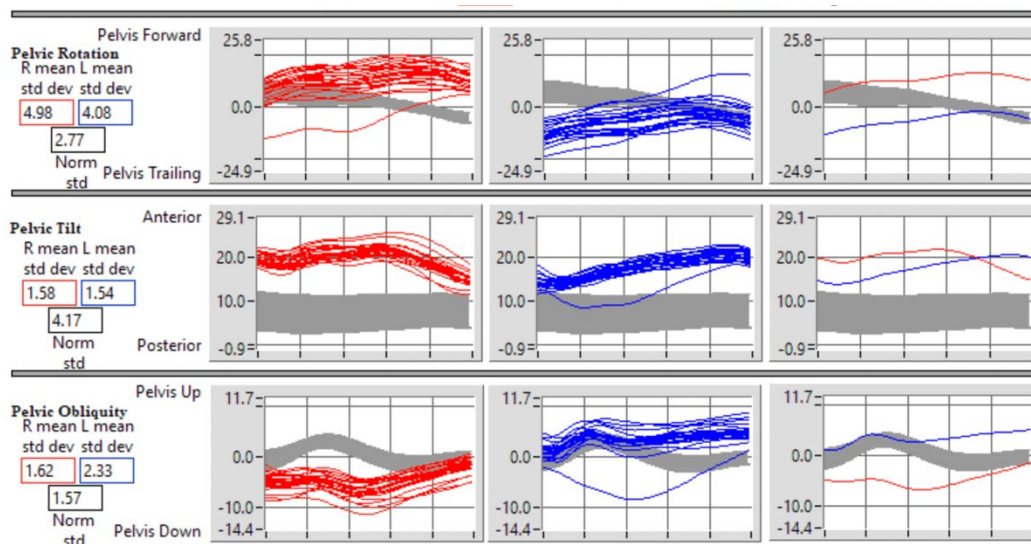 Pelvis Forward
Pelvic Rotation
R mean L mean
std dev std dev
4.98 4.08
2.77
Norm
std
Pelvis Trailing
25.8
0.0
-24.9
25.8
0.0
-24.9
25.8
0.0
-24.9
Anterior
Pelvic Tilt
R mean L mean
std dev std dev
1.58 1.54
4.17
Norm
std
Posterior
29.1
20.0
10.0
-0.9
29.1
20.0
10.0
-0.9
29.1
20.0
10.0
-0.9
Pelvis Up
Pelvic Obliquity
R mean L mean
std dev std dev
1.62 2.33
1.57
Norm
std
Pelvis Down
11.7
0.0
-10.0
-14.4
11.7
0.0
-10.0
-14.4
11.7
0.0
-10.0
-14.4